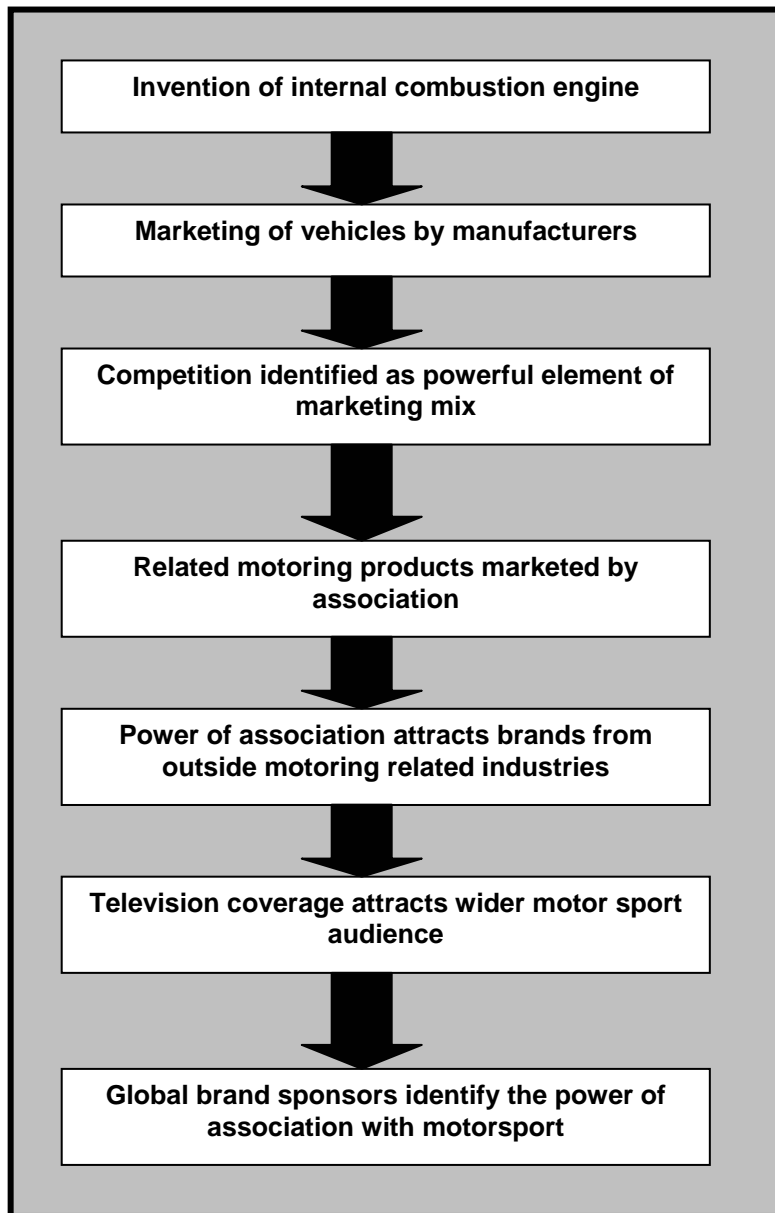 Invention of internal combustion engine
Marketing of vehicles by manufacturers
Competition identified as powerful element of
marketing mix
Related motoring products marketed by
association
Power of association attracts brands from
outside motoring related industries
Television coverage attracts wider motor sport
audience
Global brand sponsors identify the power of
association with motorsport